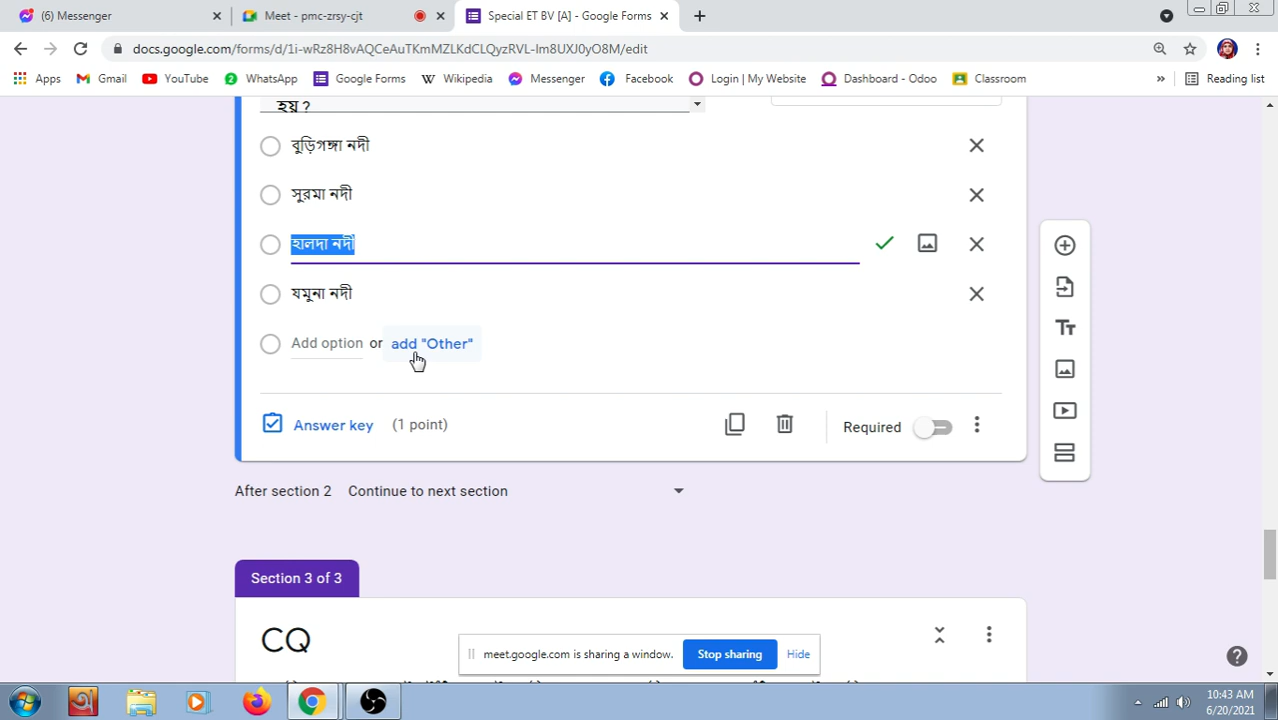 (6) Messenger
Meet - pmc-zrsy-cjt
Special ET BV [A] - Google Forms
docs.google.com/forms/d/1i-wRz8H8vAQCeAuTKmMZLKdCLQyzRVL-Im8UXJ0yO8M/edit
Apps Gmail YouTube WhatsApp Google Forms Wikipedia Messenger Facebook Login | My Website Dashboard - Odoo Classroom » Reading list
হয় ?
বুড়িগঙ্গা নদী
সুরমা নদী
হালদা নদী
যমুনা নদী
Add option or add "Other"
Answer key (1 point) Required
After section 2 Continue to next section
Section 3 of 3
CQ
meet.google.com is sharing a window. Stop sharing Hide
10:43 AM
6/20/2021